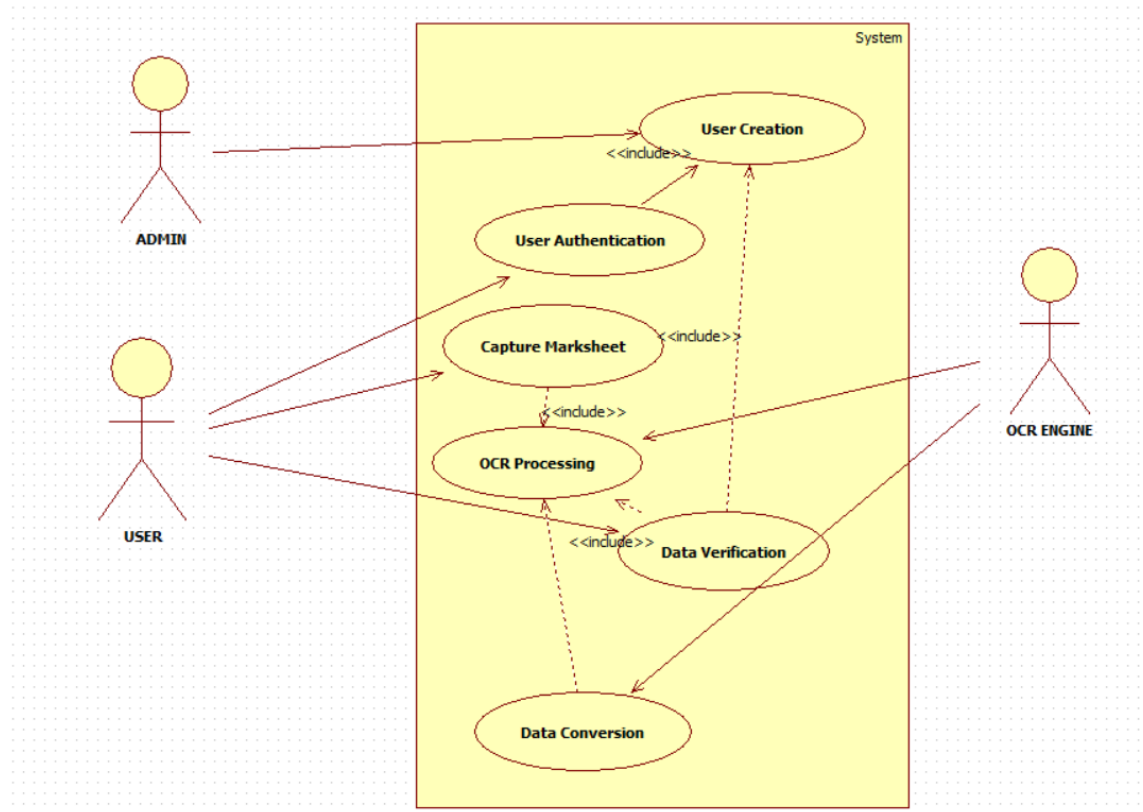 System
User Creation
<<include>>
ADMIN
User Authentication
Capture Marksheet
<<include>>
<<include>>
OCR Processing
OCR ENGINE
USER
<<include>>
Data Verification
Data Conversion